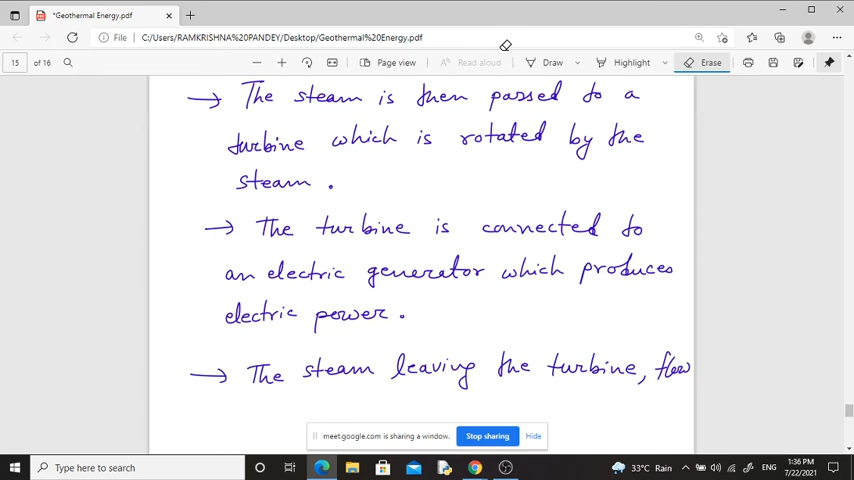 *Geothermal Energy.pdf
File C:/Users/RAMKRISHNA%20PANDEY/Desktop/Geothermal%20Energy.pdf
15 of 16 Page view Read aloud Draw Highlight Erase
→ The steam is then passed to a
turbine which is rotated by the
steam.
→ The turbine is connected to
an electric generator which produces
electric power.
→ The steam leaving the turbine, flow
meet.google.com is sharing a window. Stop sharing Hide
Type here to search 33°C Rain ENG 1:36 PM
7/22/2021